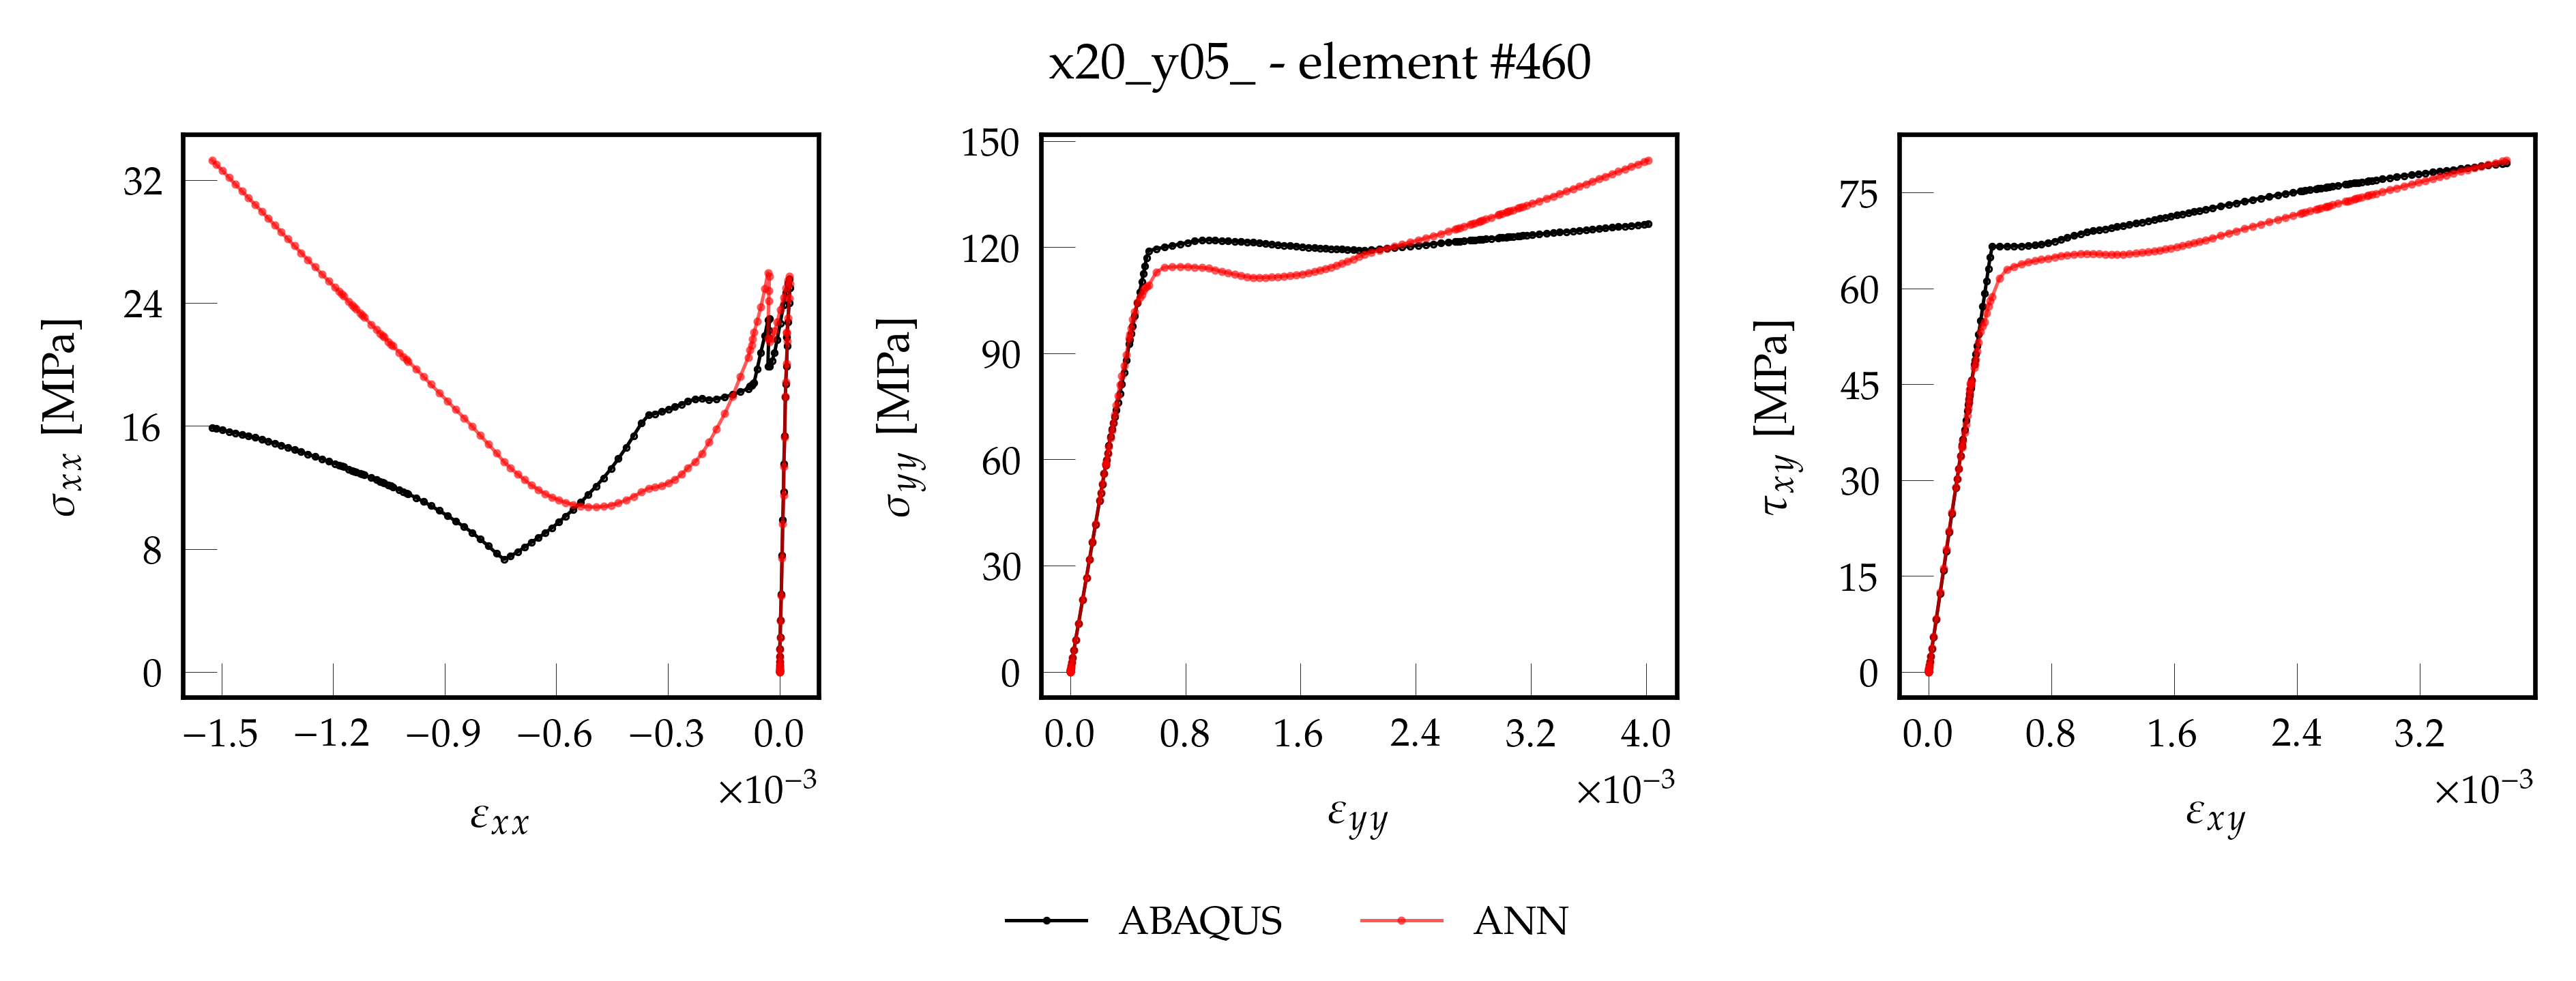 x20_y05_ - element #460
σxx [MPa]
32
24
16
8
0
−1.5 −1.2 −0.9 −0.6 −0.3 0.0
×10−3
εxx
σyy [MPa]
150
120
90
60
30
0
0.0 0.8 1.6 2.4 3.2 4.0
×10−3
εyy
τxy [MPa]
75
60
45
30
15
0
0.0 0.8 1.6 2.4 3.2
×10−3
εxy
ABAQUS ANN